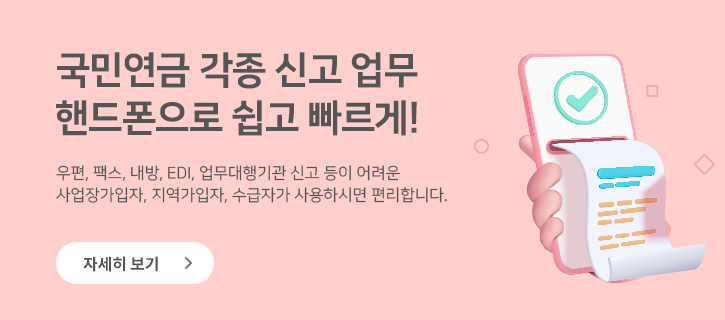 국민연금 각종 신고 업무
핸드폰으로 쉽고 빠르게!
우편, 팩스, 내방, EDI, 업무대행기관 신고 등이 어려운
사업장가입자, 지역가입자, 수급자가 사용하시면 편리합니다.
자세히 보기